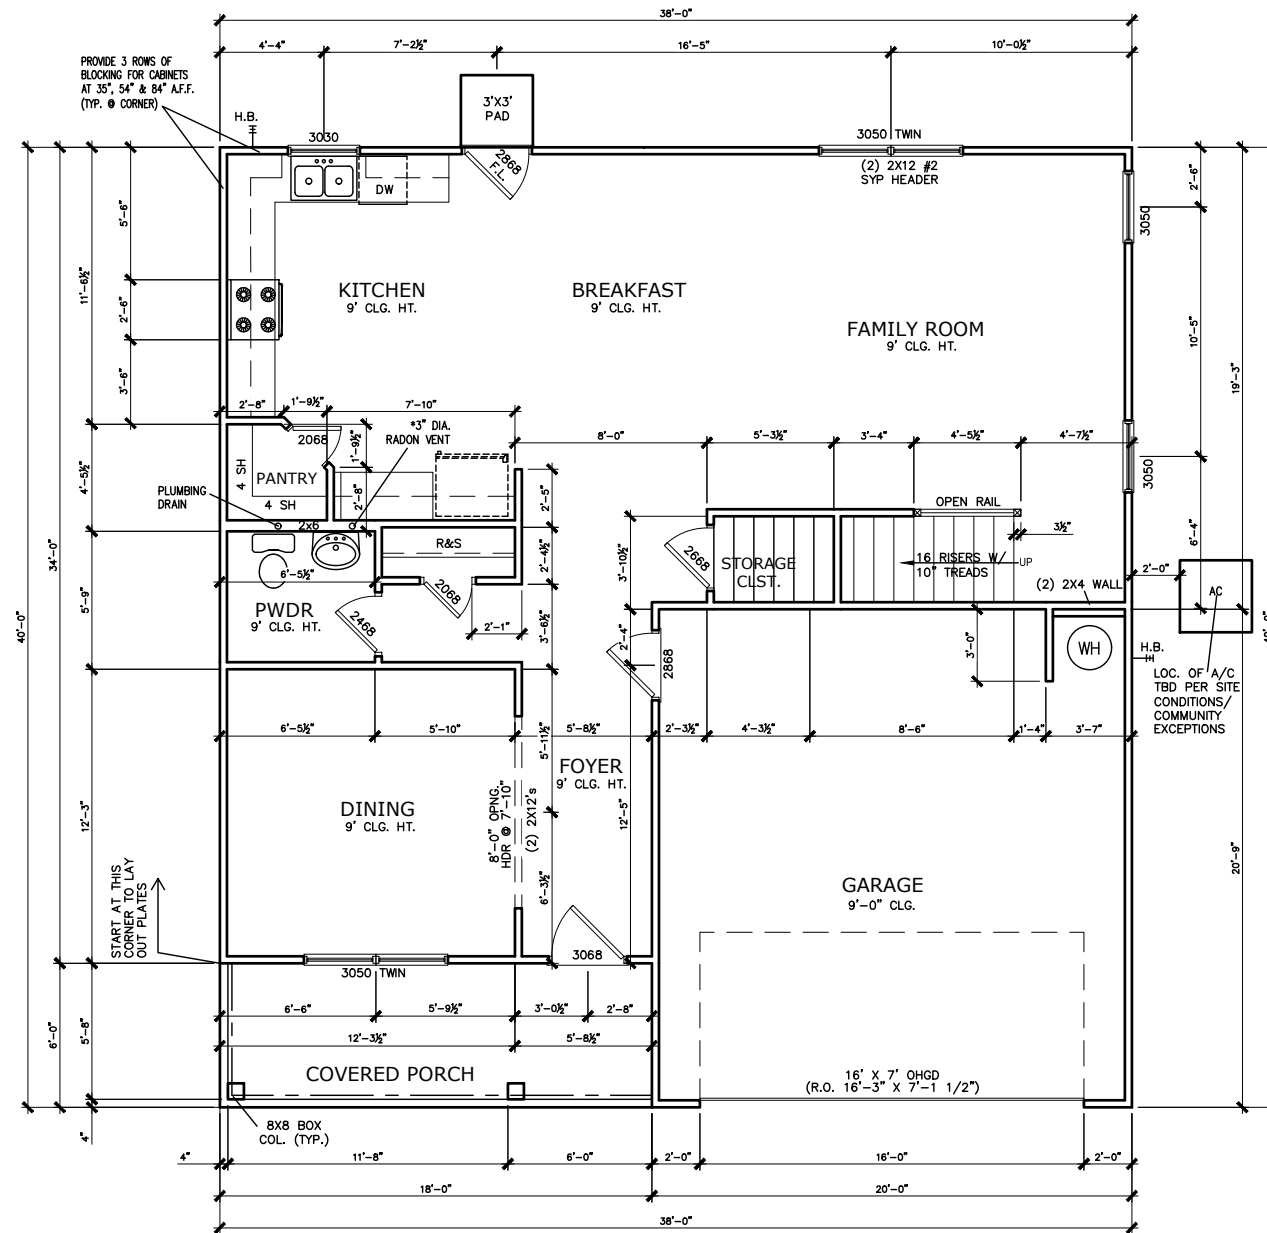 38'-0"
4'-4"
7'-2½"
16'-5"
10'-0½"
PROVIDE 3 ROWS OF
BLOCKING FOR CABINETS
AT 35", 54" & 84" A.F.F.
(TYP. @ CORNER)
H.B.
3'X3'
PAD
3030
2868
F.L.
3050 TWIN
(2) 2X12 #2
SYP HEADER
DW
2'-6"
3050
5'-6"
11'-6½"
2'-6"
3'-6"
KITCHEN
9' CLG. HT.
BREAKFAST
9' CLG. HT.
FAMILY ROOM
9' CLG. HT.
10'-5"
19'-3"
2'-8"
1'-9½"
7'-10"
*3" DIA.
RADON VENT
2068
1'-9½"
8'-0"
5'-3½"
3'-4"
4'-5½"
4'-7½"
4'-5½"
4 SH
PANTRY
4 SH
2'-8"
PLUMBING
DRAIN
2x6
2'-5"
3050
OPEN RAIL
3½"
6'-4"
34'-0"
40'-0"
R&S
2'-4½"
3'-10½"
2668
STORAGE
CLST.
16 RISERS W/
10" TREADS
UP
(2) 2X4 WALL
2'-0"
AC
6'-5½"
5'-9"
PWDR
9' CLG. HT.
2468
2068
2'-1"
3'-6½"
2'-4"
2868
3'-0"
WH
H.B.
40'-0"
LOC. OF A/C
TBD PER SITE
CONDITIONS/
COMMUNITY
EXCEPTIONS
6'-5½"
5'-10"
5'-8½"
2'-3½"
4'-3½"
8'-6"
1'-4"
3'-7"
5'-11½"
FOYER
9' CLG. HT.
12'-3"
DINING
9' CLG. HT.
8'-0" OPNG.
HDR @ 7'-10"
(2) 2X12's
12'-5"
20'-9"
GARAGE
9'-0" CLG.
6'-3½"
START AT THIS
CORNER TO LAY
OUT PLATES
3050 TWIN
3068
6'-6"
5'-9½"
3'-0½"
2'-8"
12'-3½"
5'-8½"
6'-0"
5'-8"
COVERED PORCH
16' X 7' OHGD
(R.O. 16'-3" X 7'-1 1/2")
4"
8X8 BOX
COL. (TYP.)
4"
11'-8"
6'-0"
2'-0"
16'-0"
2'-0"
18'-0"
20'-0"
38'-0"